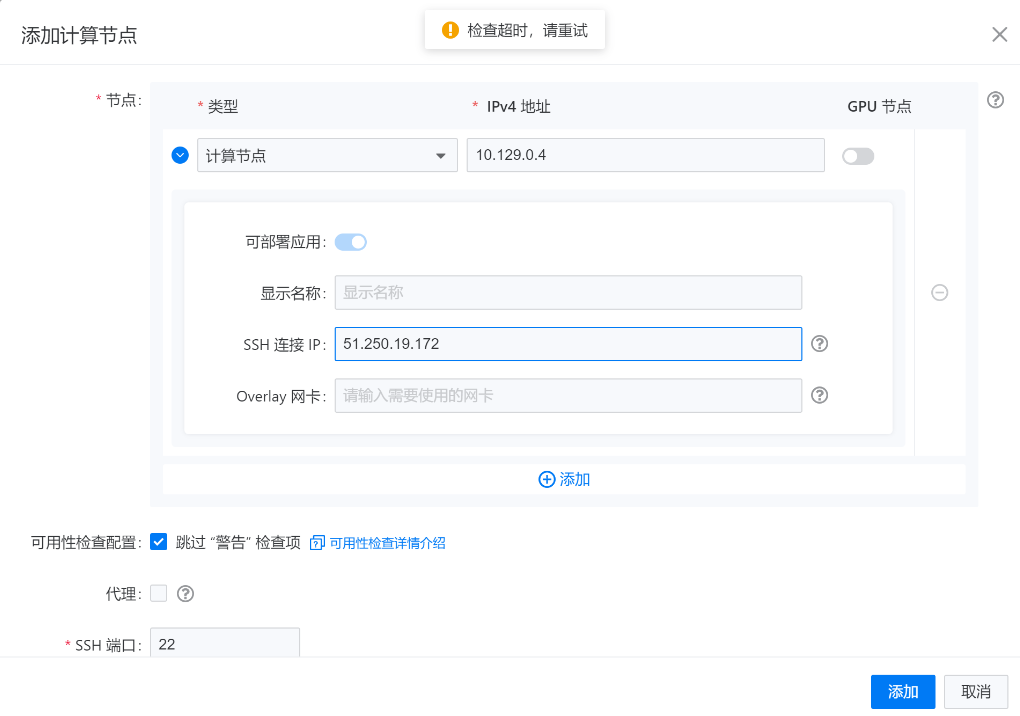 检查超时，请重试
添加计算节点
* 节点:
* 类型 * IPv4 地址 GPU 节点
计算节点 10.129.0.4
可部署应用:
显示名称: 显示名称
SSH 连接 IP: 51.250.19.172
Overlay 网卡: 请输入需要使用的网卡
添加
可用性检查配置: 跳过 “警告” 检查项 可用性检查详情介绍
代理:
* SSH 端口: 22
添加 取消